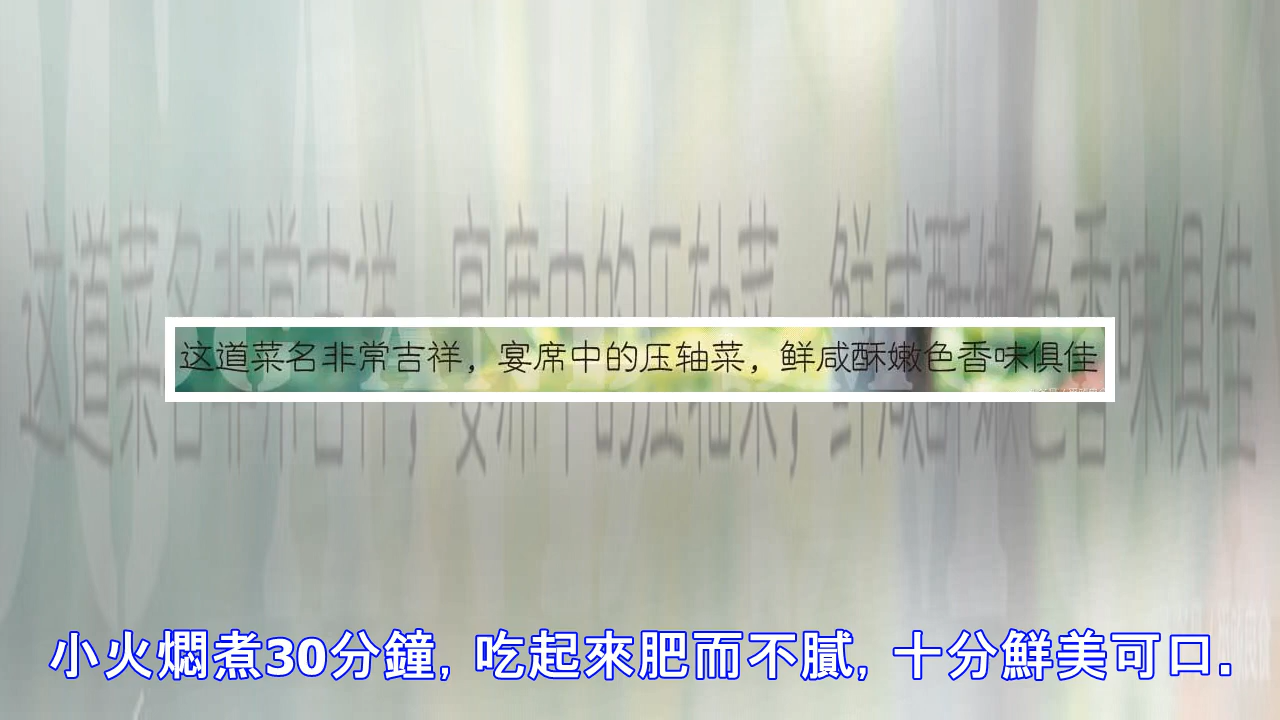 这道菜名非常吉祥，宴席中的压轴菜，鲜咸酥嫩色香味俱佳
小火燜煮30分鐘, 吃起來肥而不膩, 十分鮮美可口.